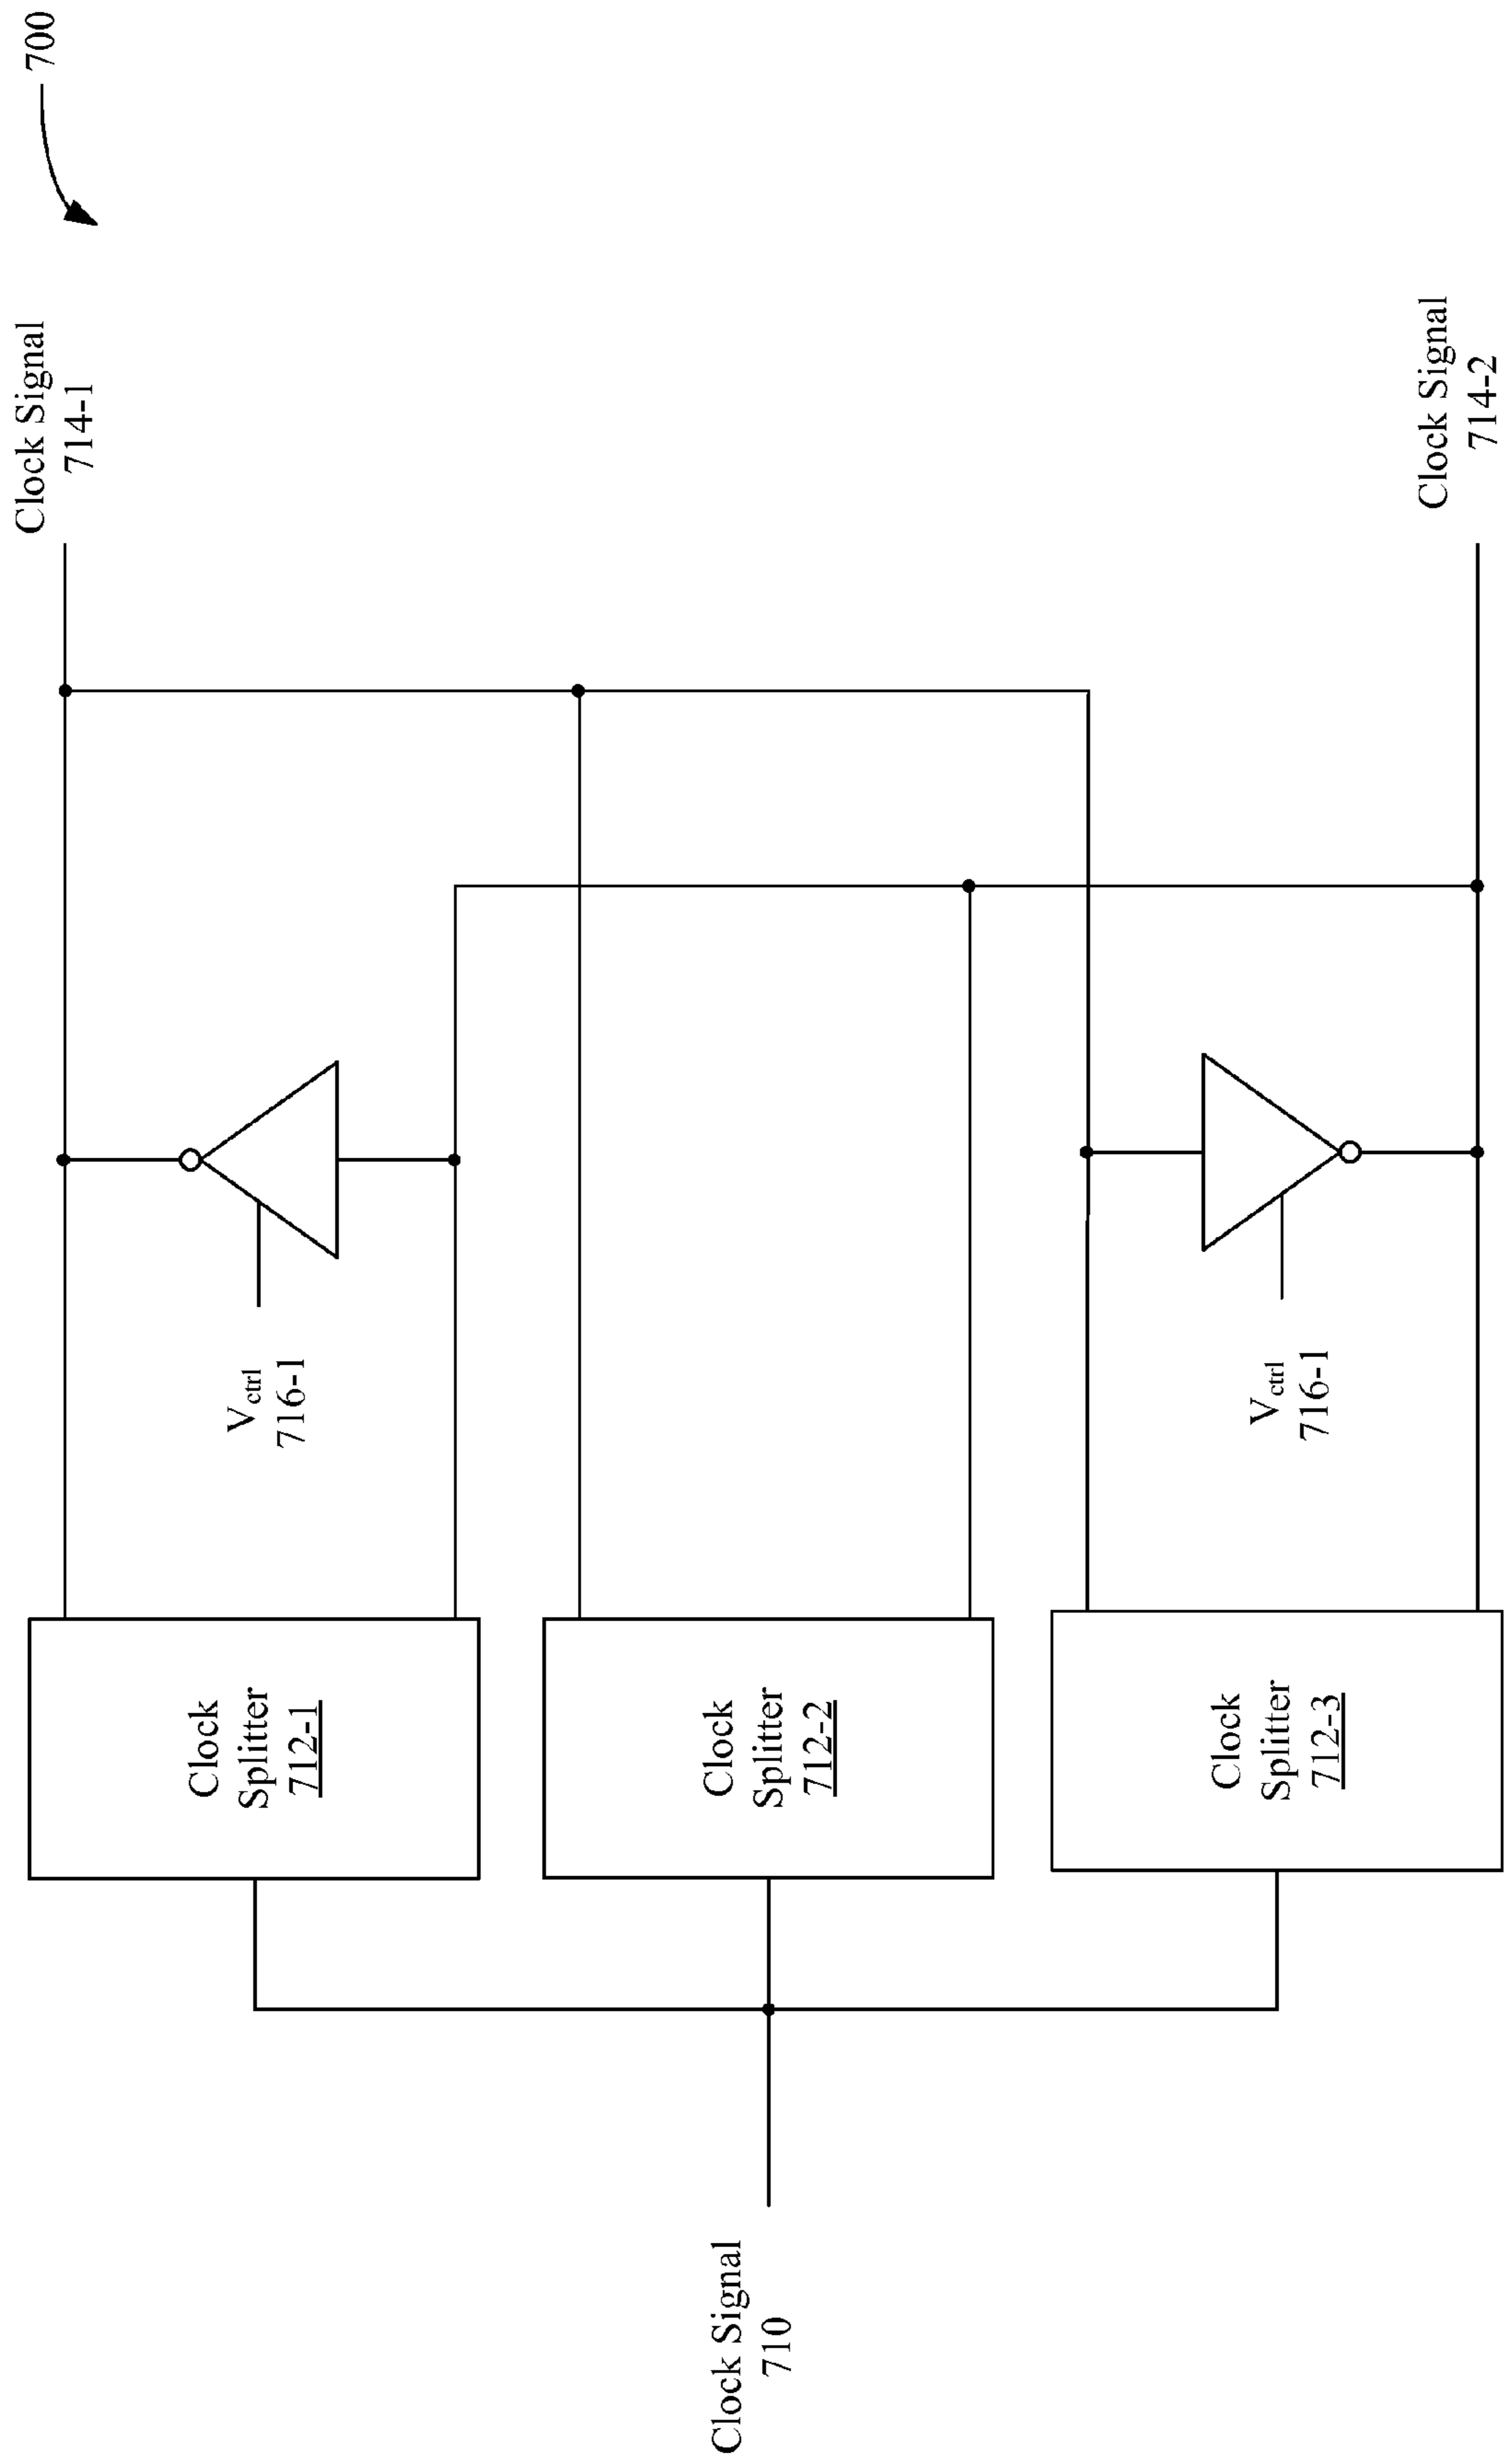 700
Clock Signal
714-1
Clock Splitter
712-1
Vctrl
716-1
Clock Signal
710
Clock
Splitter
712-2
Clock
Splitter
712-3
Vctrl
716-1
Clock Signal
714-2